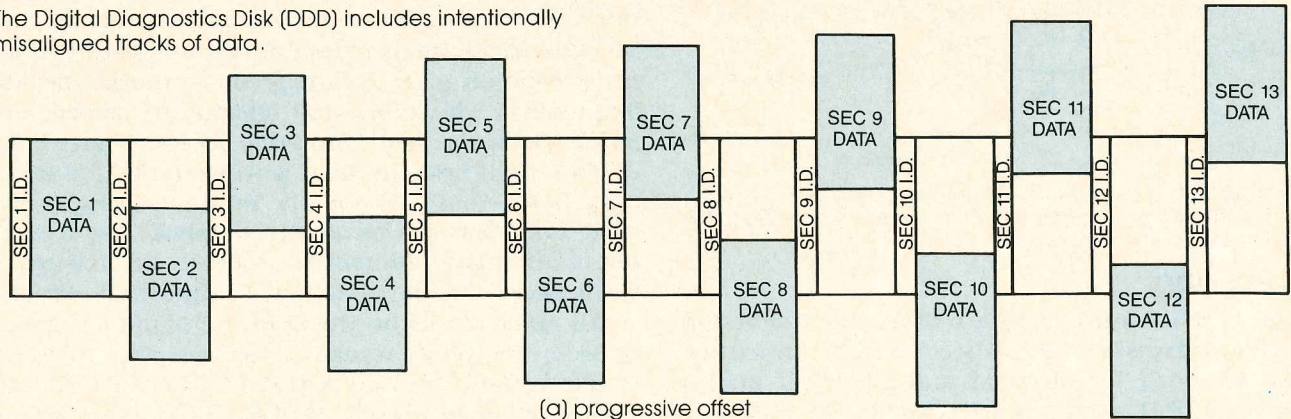 The Digital Diagnostics Disk (DDD) includes intentionally
misaligned tracks of data.
SEC 1 I.D.
SEC 1
DATA
SEC 2 I.D.
SEC 2
DATA
SEC 3 I.D.
SEC 3
DATA
SEC 4 I.D.
SEC 4
DATA
SEC 5 I.D.
SEC 5
DATA
SEC 6 I.D.
SEC 6
DATA
SEC 7 I.D.
SEC 7
DATA
SEC 8 I.D.
SEC 8
DATA
SEC 9 I.D.
SEC 9
DATA
SEC 10 I.D.
SEC 10
DATA
SEC 11 I.D.
SEC 11
DATA
SEC 12 I.D.
SEC 12
DATA
SEC 13 I.D.
SEC 13
DATA
(a) progressive offset